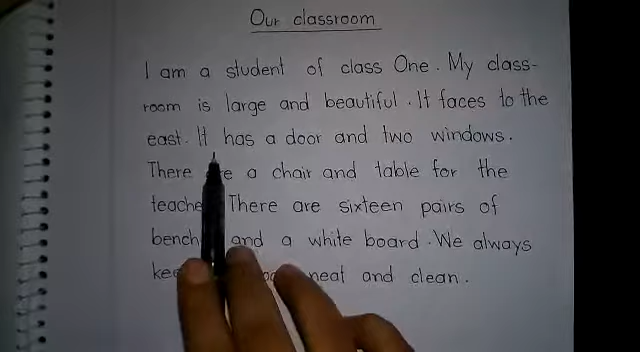 Our classroom
I am a student of class One. My class-
room is large and beautiful. It faces to the
east. It has a door and two windows.
There a chair and table for the
There are sixteen pairs of
and a white board. We always
neat and clean.